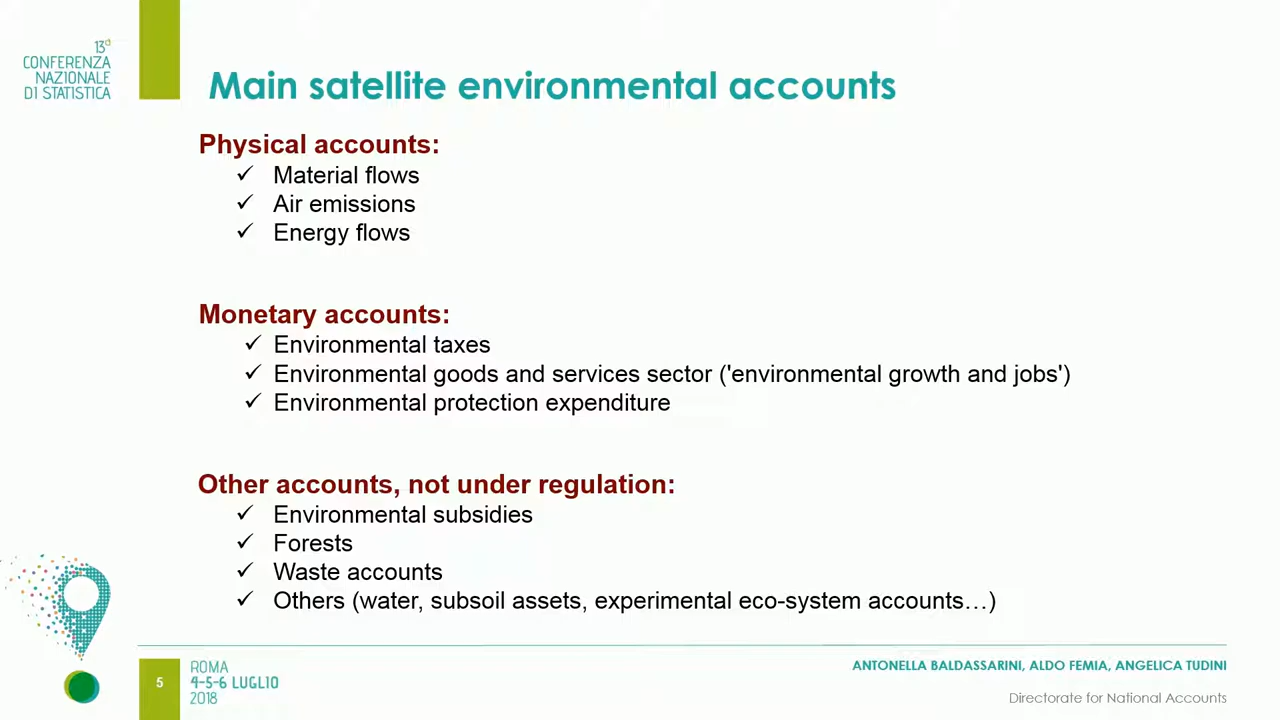 13a
CONFERENZA
NAZIONALE
DI STATISTICA
Main satellite environmental accounts
Physical accounts:
✓ Material flows
✓ Air emissions
✓ Energy flows
Monetary accounts:
✓ Environmental taxes
✓ Environmental goods and services sector ('environmental growth and jobs')
✓ Environmental protection expenditure
Other accounts, not under regulation:
✓ Environmental subsidies
✓ Forests
✓ Waste accounts
✓ Others (water, subsoil assets, experimental eco-system accounts…)
5
ROMA
4-5-6 LUGLIO
2018
ANTONELLA BALDASSARINI, ALDO FEMIA, ANGELICA TUDINI
Directorate for National Accounts